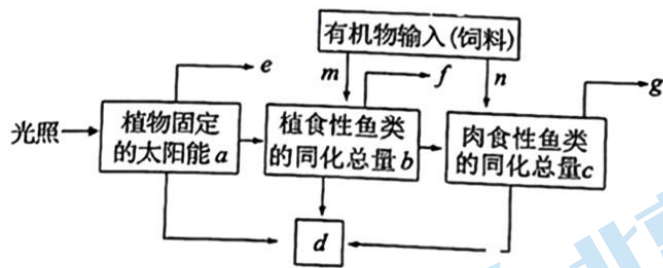 有机物输入(饲料)
m
n
e
f
g
光照
植物固定
的太阳能a
植食性鱼类
的同化总量b
肉食性鱼类
的同化总量c
d